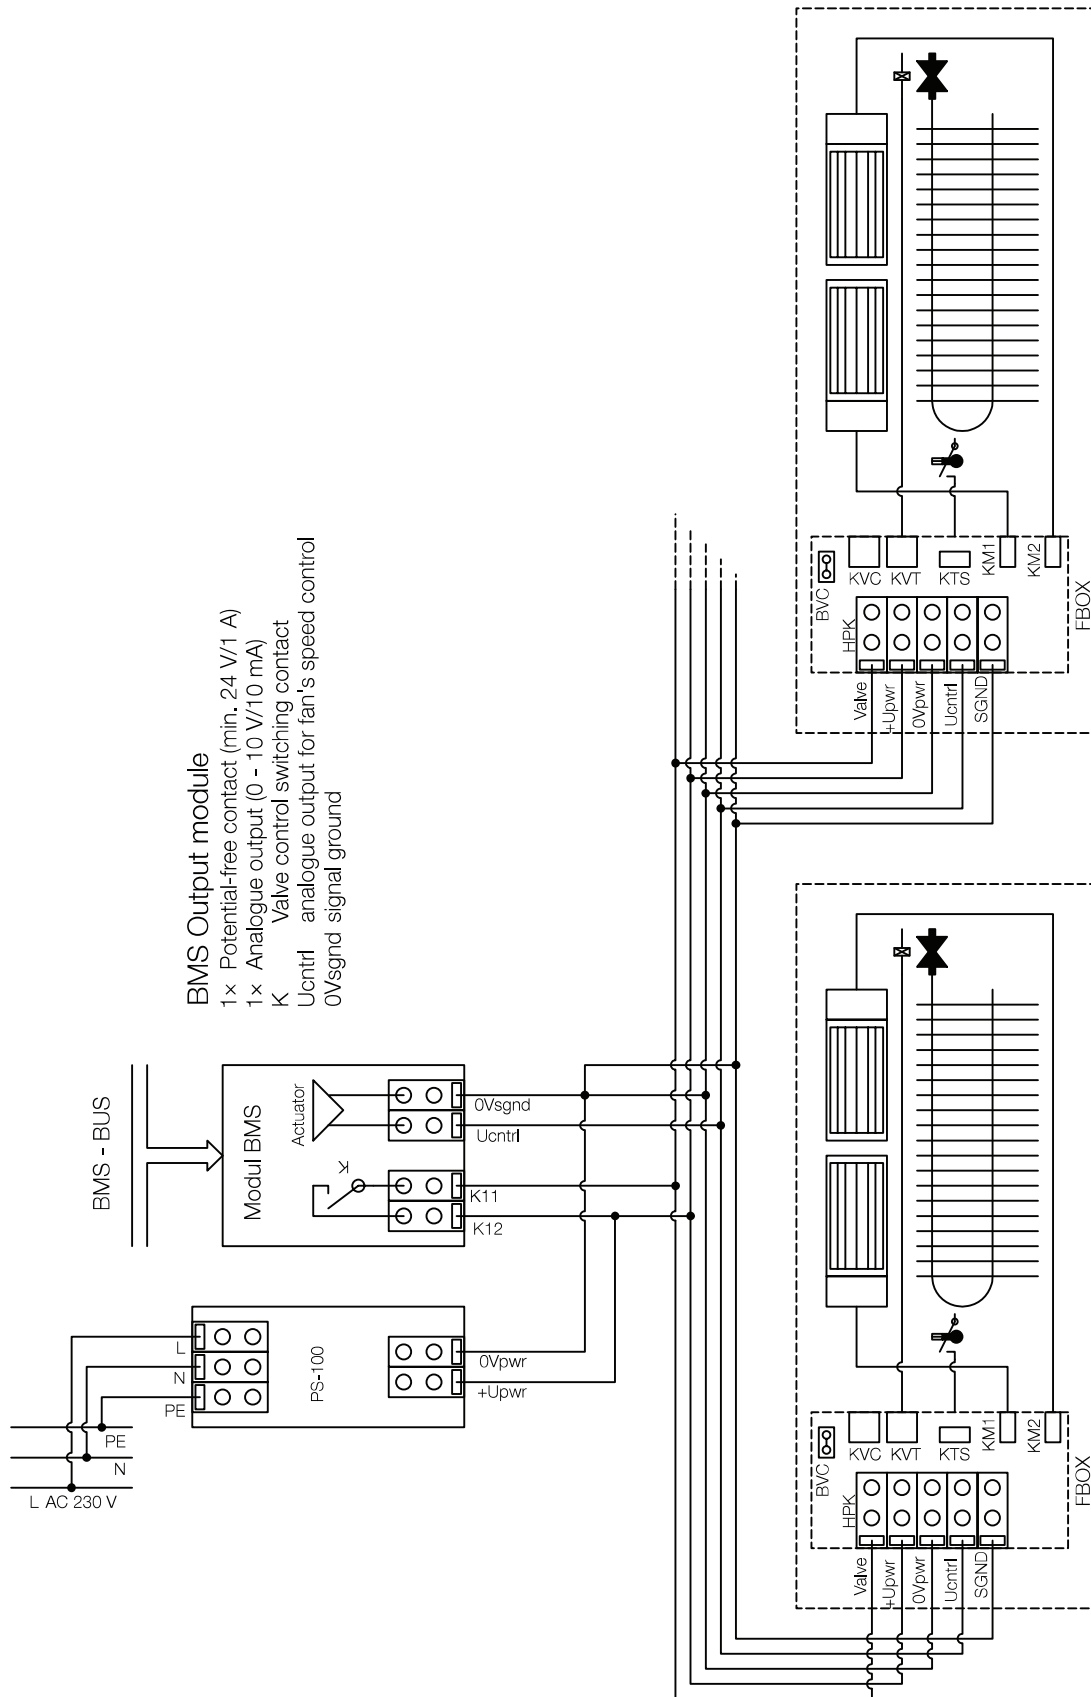 BMS Output module
1× Potential-free contact (min. 24 V/1 A)
1× Analogue output (0 - 10 V/10 mA)
K Valve control switching contact
Ucntrl analogue output for fan's speed control
0Vsgnd signal ground
BMS - BUS
Modul BMS
Actuator
K
0Vsgnd
Ucntrl
K11
K12
PS-100
L
N
PE
0Vpwr
+Upwr
PE
N
L AC 230 V
BVC
KVC
KVT
KTS
KM1
KM2
HPK
FBOX
Valve
+Upwr
0Vpwr
Ucntrl
SGND
BVC
KVC
KVT
KTS
KM1
KM2
HPK
FBOX
Valve
+Upwr
0Vpwr
Ucntrl
SGND